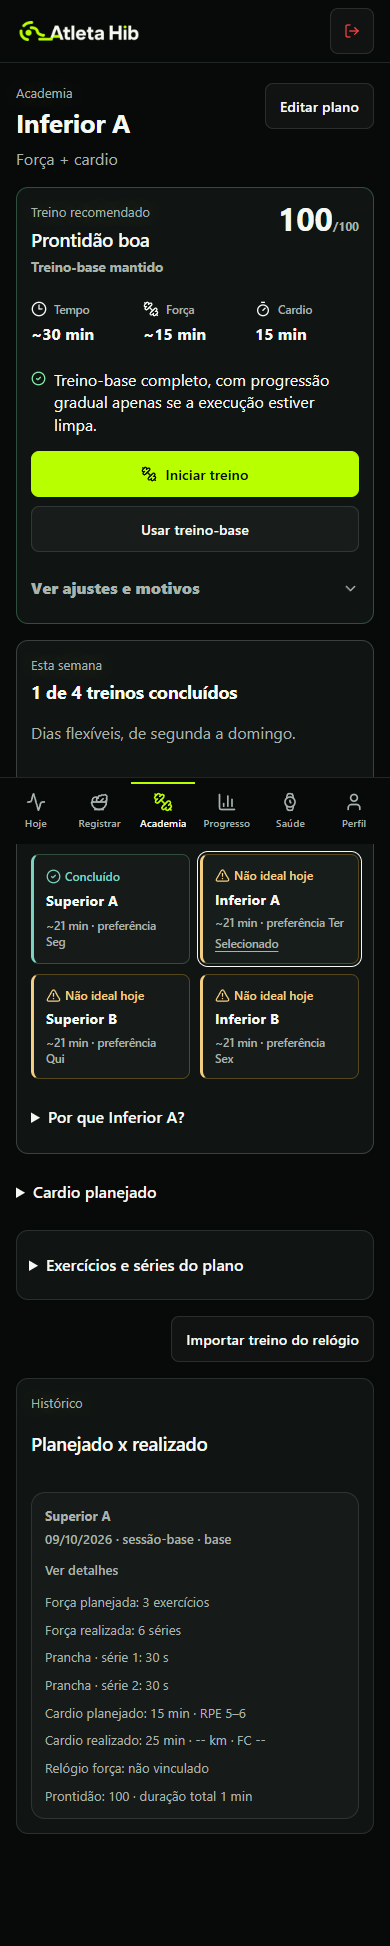 Atleta Hib
Academia
Inferior A
Editar plano
Força + cardio
Treino recomendado
100/100
Prontidão boa
Treino-base mantido
Tempo
Força
Cardio
~30 min
~15 min
15 min
Treino-base completo, com progressão
gradual apenas se a execução estiver
limpa.
Iniciar treino
Usar treino-base
Ver ajustes e motivos
Esta semana
1 de 4 treinos concluídos
Dias flexíveis, de segunda a domingo.
Hoje
Registrar
Academia
Progresso
Saúde
Perfil
Concluído
Superior A
~21 min · preferência
Seg
Não ideal hoje
Inferior A
~21 min · preferência Ter
Selecionado
Não ideal hoje
Superior B
~21 min · preferência
Qui
Não ideal hoje
Inferior B
~21 min · preferência
Sex
Por que Inferior A?
Cardio planejado
Exercícios e séries do plano
Importar treino do relógio
Histórico
Planejado x realizado
Superior A
09/10/2026 · sessão-base · base
Ver detalhes
Força planejada: 3 exercícios
Força realizada: 6 séries
Prancha · série 1: 30 s
Prancha · série 2: 30 s
Cardio planejado: 15 min · RPE 5–6
Cardio realizado: 25 min · -- km · FC --
Relógio força: não vinculado
Prontidão: 100 · duração total 1 min